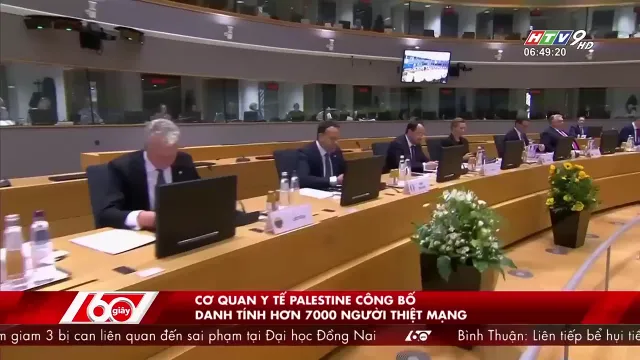 HTV9 HD
06:49:20
CƠ QUAN Y TẾ PALESTINE CÔNG BỐ
DANH TÍNH HƠN 7000 NGƯỜI THIỆT MẠNG
60 giây
m giam 3 bị can liên quan đến sai phạm tại Đại học Đồng Nai 60 Bình Thuận: Liên tiếp bể hụi ti